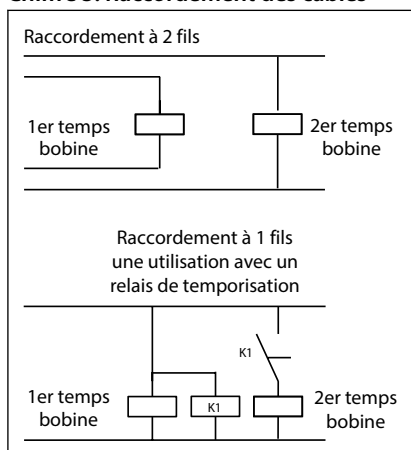 Raccordement à 2 fils
1er temps
bobine
2er temps
bobine
Raccordement à 1 fils
une utilisation avec un
relais de temporisation
K1
1er temps
bobine
K1
2er temps
bobine